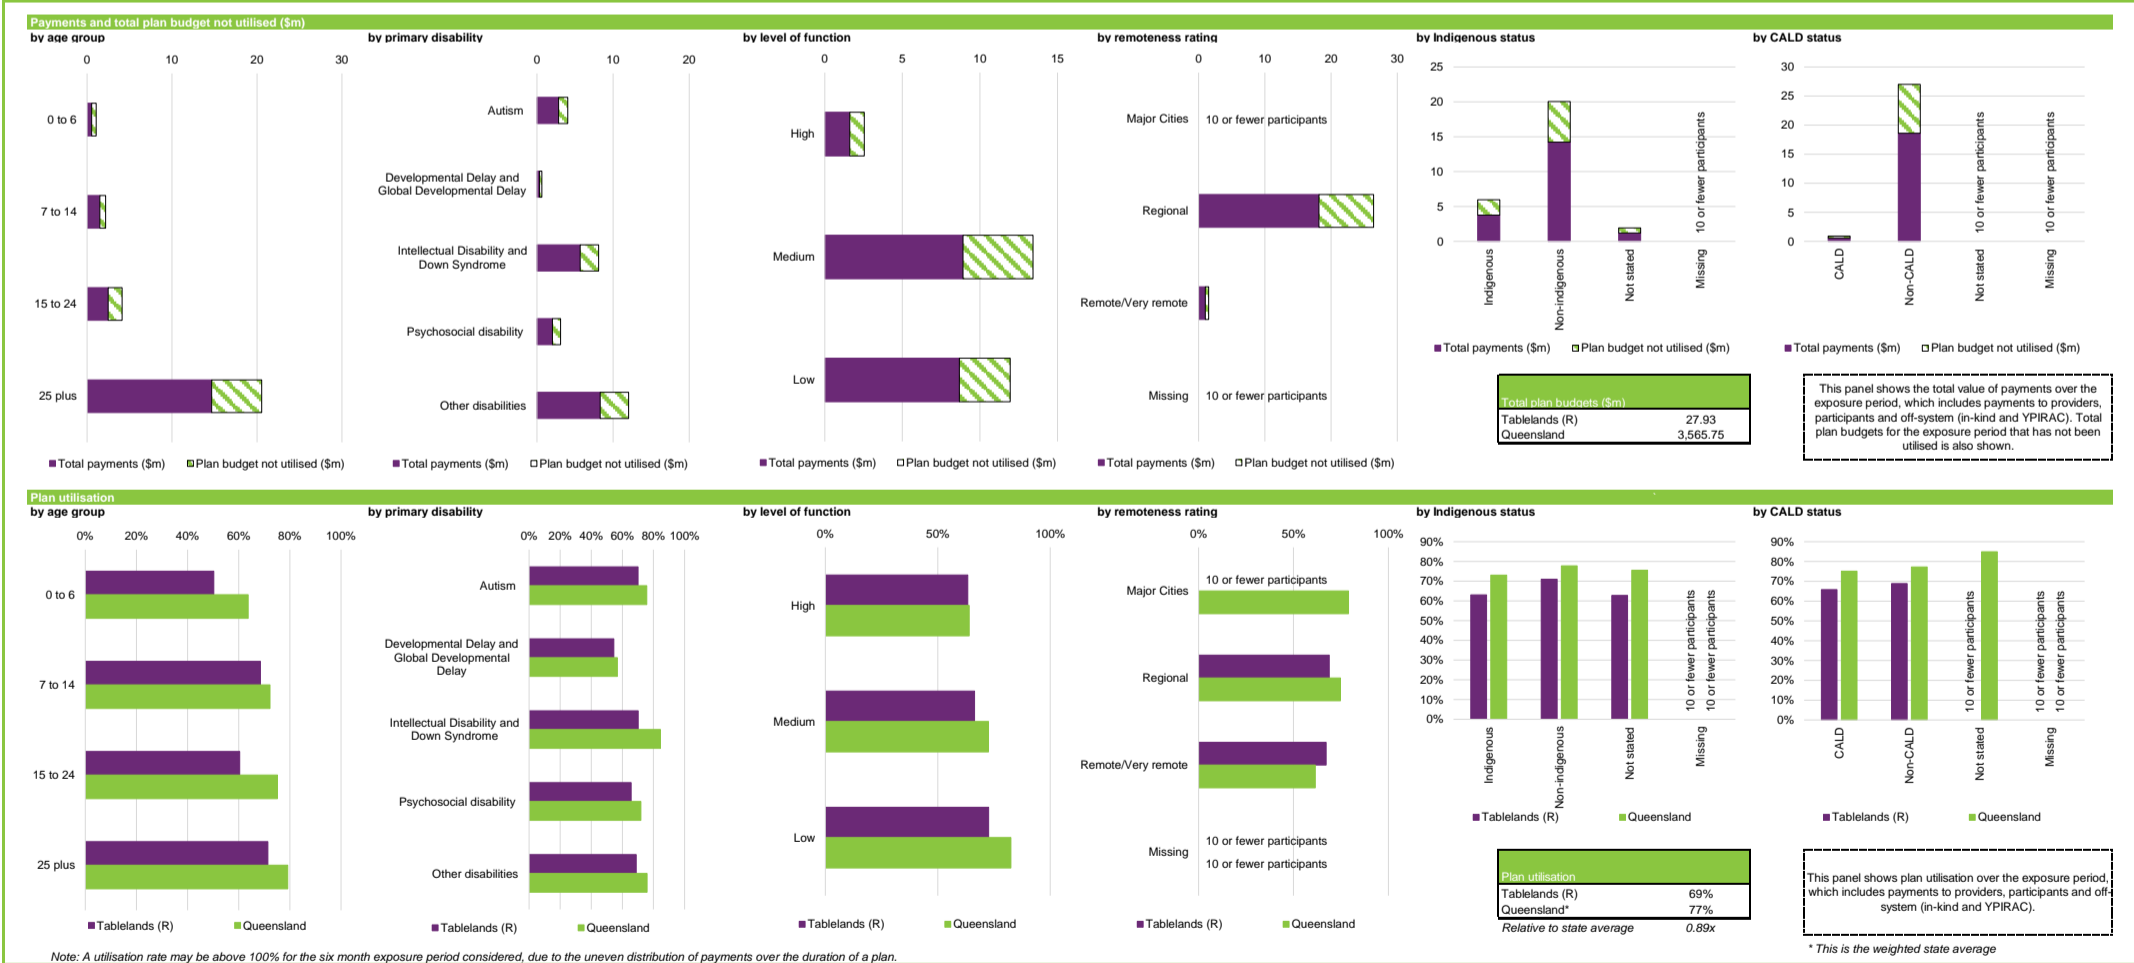 Payments and total plan budget not utilised ($m)
by age group
0 10 20 30
0 to 6
7 to 14
15 to 24
25 plus
Total payments ($m) Plan budget not utilised ($m)
by primary disability
0 10 20
Autism
Developmental Delay and
Global Developmental Delay
Intellectual Disability and
Down Syndrome
Psychosocial disability
Other disabilities
Total payments ($m) Plan budget not utilised ($m)
by level of function
0 5 10 15
High
Medium
Low
Total payments ($m) Plan budget not utilised ($m)
by remoteness rating
0 10 20 30
Major Cities 10 or fewer participants
Regional
Remote/Very remote
Missing 10 or fewer participants
Total payments ($m) Plan budget not utilised ($m)
by Indigenous status
25
20
15
10
5
0
10 or fewer participants
Indigenous
Non-indigenous
Not stated
Missing
Total payments ($m) Plan budget not utilised ($m)
Total plan budgets ($m)
Tablelands (R) 27.93
Queensland 3,565.75
by CALD status
30
25
20
15
10
5
0
10 or fewer participants
10 or fewer participants
CALD
Non-CALD
Not stated
Missing
Total payments ($m) Plan budget not utilised ($m)
This panel shows the total value of payments over the
exposure period, which includes payments to providers,
participants and off-system (in-kind and YPIRAC). Total
plan budgets for the exposure period that has not been
utilised is also shown.
Plan utilisation
by age group
0% 20% 40% 60% 80% 100%
0 to 6
7 to 14
15 to 24
25 plus
Tablelands (R) Queensland
by primary disability
0% 20% 40% 60% 80% 100%
Autism
Developmental Delay and
Global Developmental
Delay
Intellectual Disability and
Down Syndrome
Psychosocial disability
Other disabilities
Tablelands (R) Queensland
by level of function
0% 50% 100%
High
Medium
Low
Tablelands (R) Queensland
by remoteness rating
0% 50% 100%
10 or fewer participants
Major Cities
Regional
Remote/Very remote
10 or fewer participants
Missing
10 or fewer participants
Tablelands (R) Queensland
by Indigenous status
90%
80%
70%
60%
50%
40%
30%
20%
10%
0%
10 or fewer participants
10 or fewer participants
Indigenous
Non-indigenous
Not stated
Missing
Tablelands (R) Queensland
Plan utilisation
Tablelands (R) 69%
Queensland* 77%
Relative to state average 0.89x
by CALD status
90%
80%
70%
60%
50%
40%
30%
20%
10%
0%
10 or fewer participants
10 or fewer participants
10 or fewer participants
CALD
Non-CALD
Not stated
Missing
Tablelands (R) Queensland
This panel shows plan utilisation over the exposure period,
which includes payments to providers, participants and off-
system (in-kind and YPIRAC).
* This is the weighted state average
Note: A utilisation rate may be above 100% for the six month exposure period considered, due to the uneven distribution of payments over the duration of a plan.